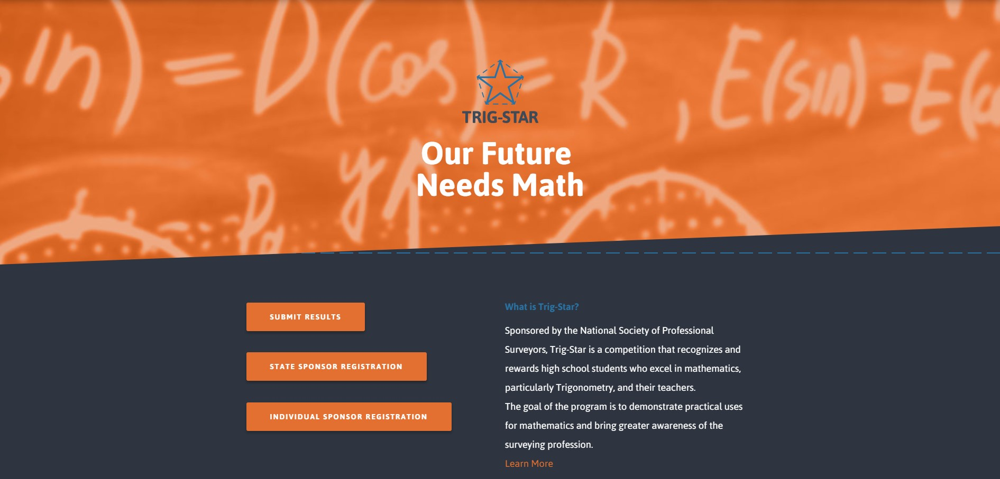 in) = D(cos) = R, E(sin) = E(
TRIG-STAR
Our Future
Needs Math
y
SUBMIT RESULTS
STATE SPONSOR REGISTRATION
INDIVIDUAL SPONSOR REGISTRATION
What is Trig-Star?
Sponsored by the National Society of Professional
Surveyors, Trig-Star is a competition that recognizes and
rewards high school students who excel in mathematics,
particularly Trigonometry, and their teachers.
The goal of the program is to demonstrate practical uses
for mathematics and bring greater awareness of the
surveying profession.
Learn More